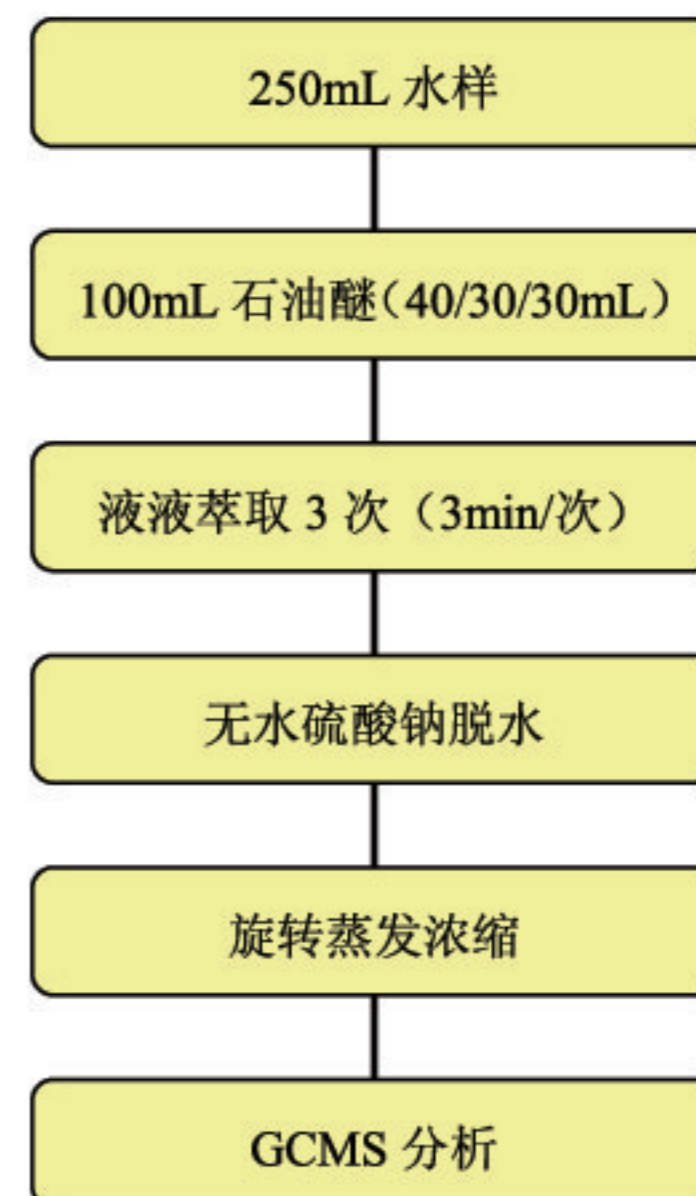 250mL 水样
100mL 石油醚（40/30/30mL）
液液萃取 3 次（3min/次）
无水硫酸钠脱水
旋转蒸发浓缩
GCMS 分析